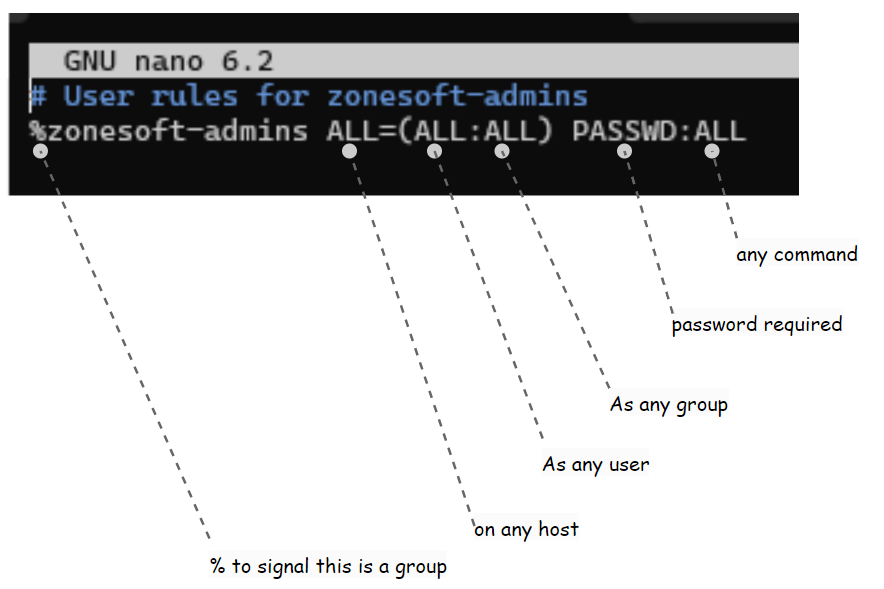 GNU nano 6.2
# User rules for zonesoft-admins
%zonesoft-admins ALL=(ALL:ALL) PASSWD:ALL
any command
password required
As any group
As any user
on any host
% to signal this is a group